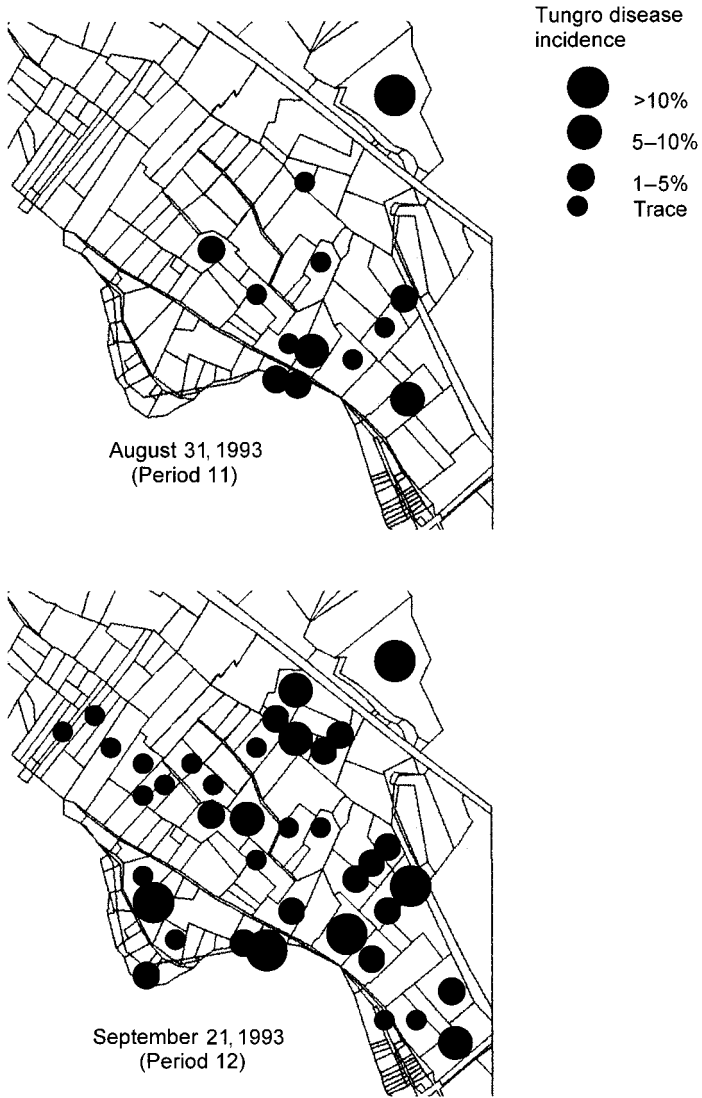 Tungro disease
incidence
>10%
5–10%
1–5%
Trace
August 31, 1993
(Period 11)
September 21, 1993
(Period 12)